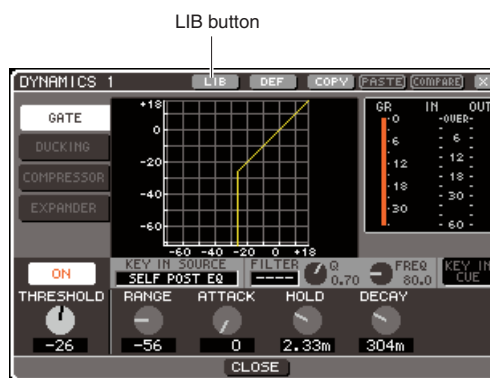 LIB button
DYNAMICS 1 LIB DEF COPY PASTE COMPARE X
GATE
DUCKING
COMPRESSOR
EXPANDER
+18
0
-20
-40
-60
-60 -40 -20 0 +18
GR IN OUT
0 -OVER-
6 6
12 12
18 18
30 30
60
ON
KEY IN SOURCE
SELF POST EQ
FILTER
----
Q
0.70
FREQ
80.0
KEY IN
CUE
THRESHOLD RANGE ATTACK HOLD DECAY
-26 -56 0 2.33m 304m
CLOSE